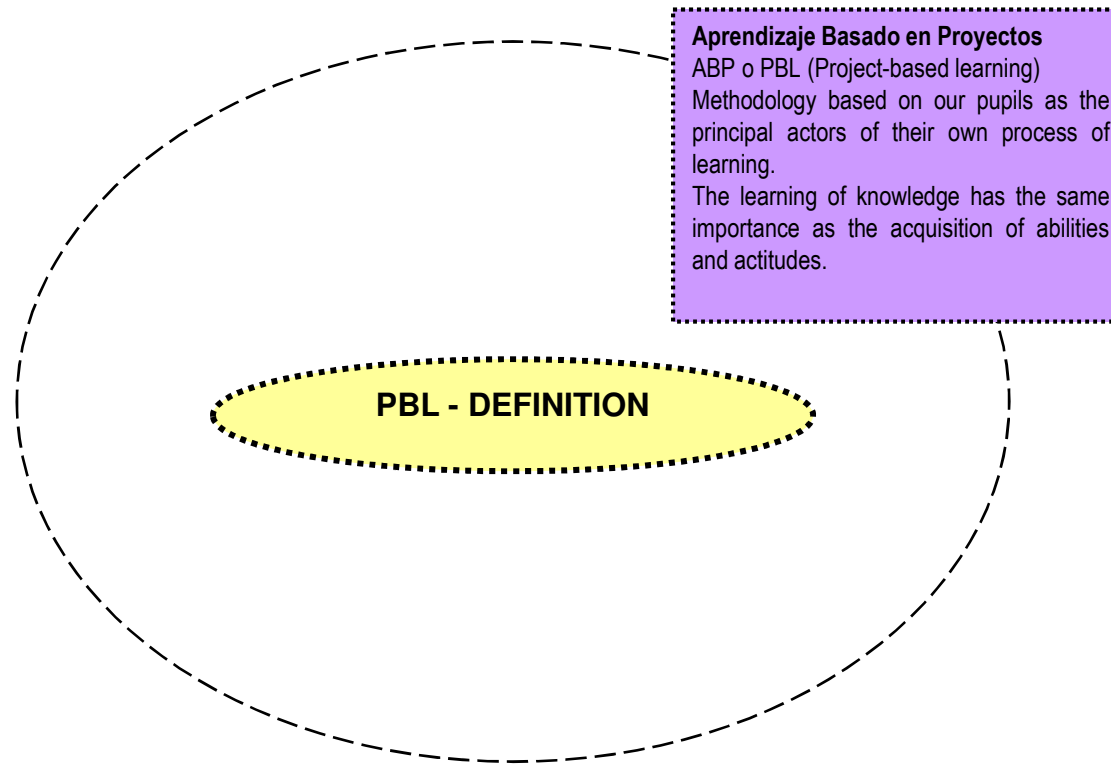 Aprendizaje Basado en Proyectos
ABP o PBL (Project-based learning)
Methodology based on our pupils as the
principal actors of their own process of
learning.
The learning of knowledge has the same
importance as the acquisition of abilities
and actitudes.
PBL - DEFINITION